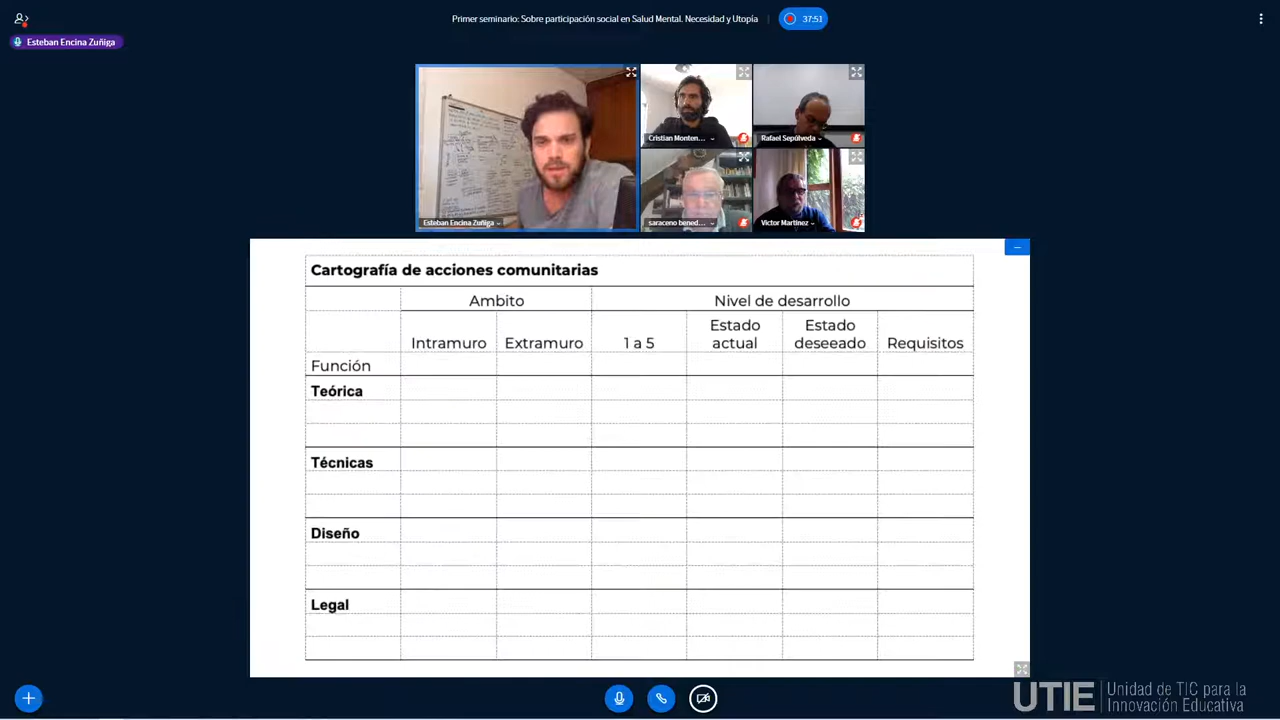 Primer seminario: Sobre participación social en Salud Mental. Necesidad y Utopía
37:51
Esteban Encina Zuñiga
Cristian Monten...
Rafael Sepúlveda
Esteban Encina Zuñiga
saraceno bened...
Victor Martínez
Cartografía de acciones comunitarias
Ambito Nivel de desarrollo
Intramuro Extramuro 1 a 5 Estado actual Estado deseeado Requisitos
Función
Teórica
Técnicas
Diseño
Legal
UTIE Unidad de TIC para la
Innovación Educativa